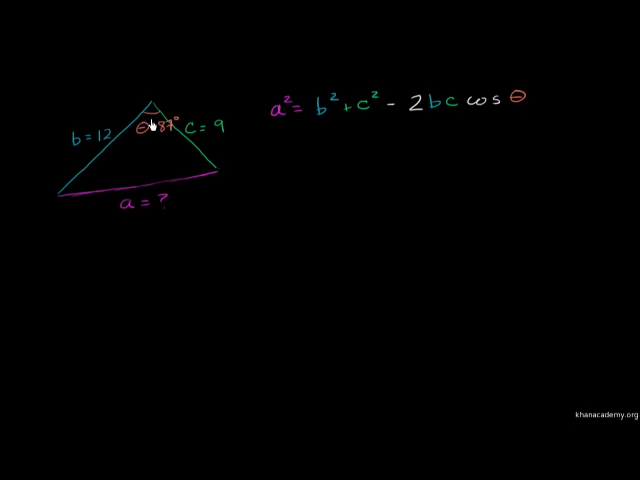 a² = b² + c² - 2bc cos θ
b = 12
θ 87°
c = 9
a = ?
khanacademy.org